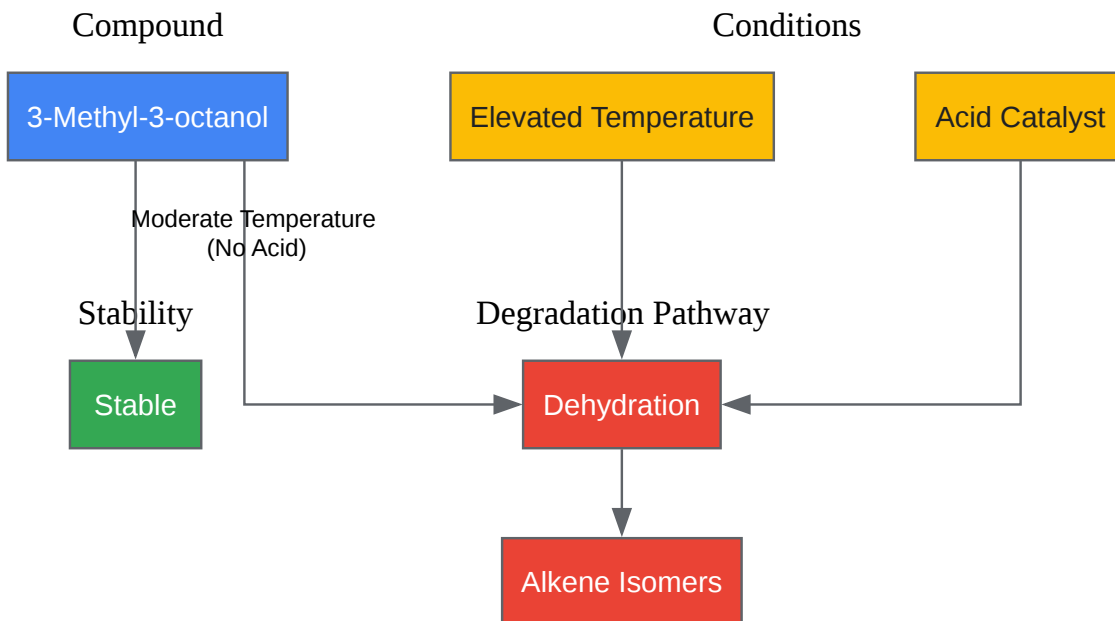 Compound
Conditions
3-Methyl-3-octanol
Elevated Temperature
Acid Catalyst
Moderate Temperature
(No Acid)
Stability
Degradation Pathway
Stable
Dehydration
Alkene Isomers